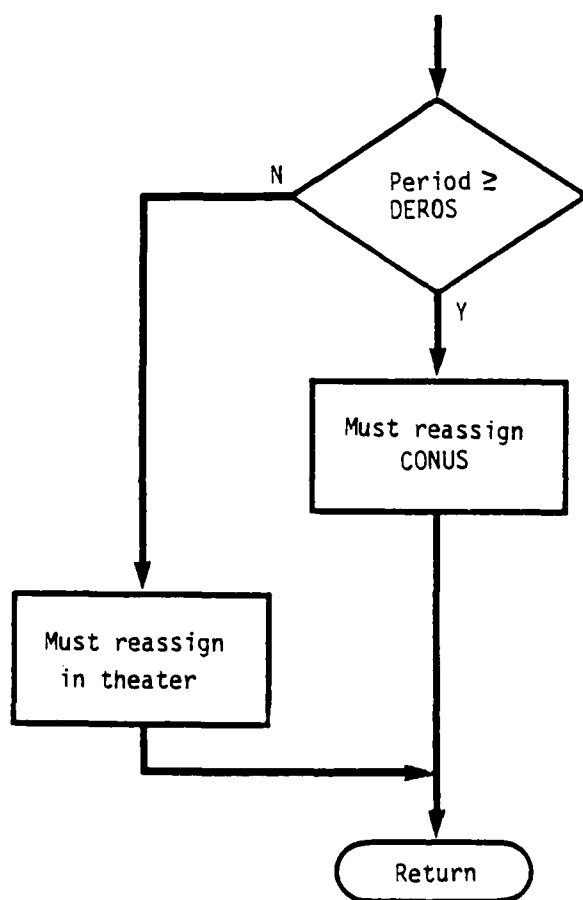 Period ≥
DEROS
N
Y
Must reassign
CONUS
Must reassign
in theater
Return